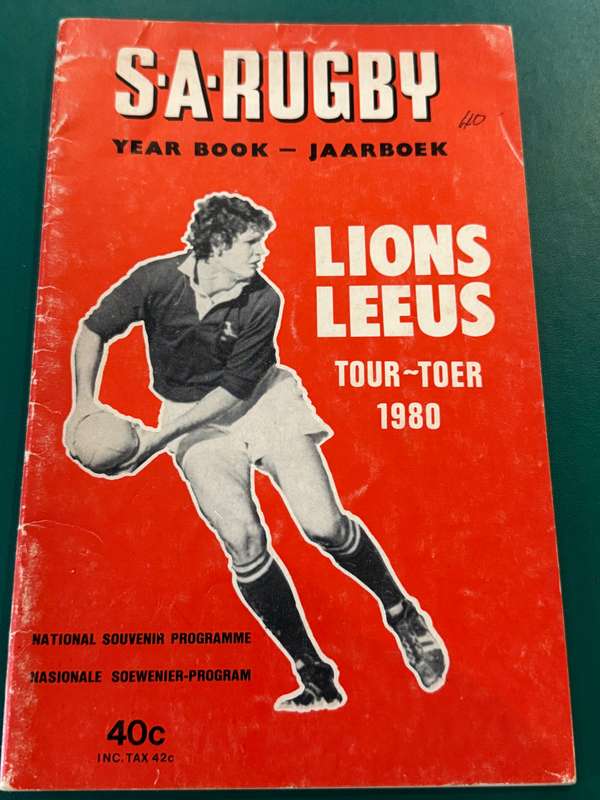 S·A·RUGBY
40
YEAR BOOK – JAARBOEK
LIONS
LEEUS
TOUR~TOER
1980
NATIONAL SOUVENIR PROGRAMME
NASIONALE SOEWENIER-PROGRAM
40c
INC. TAX 42c